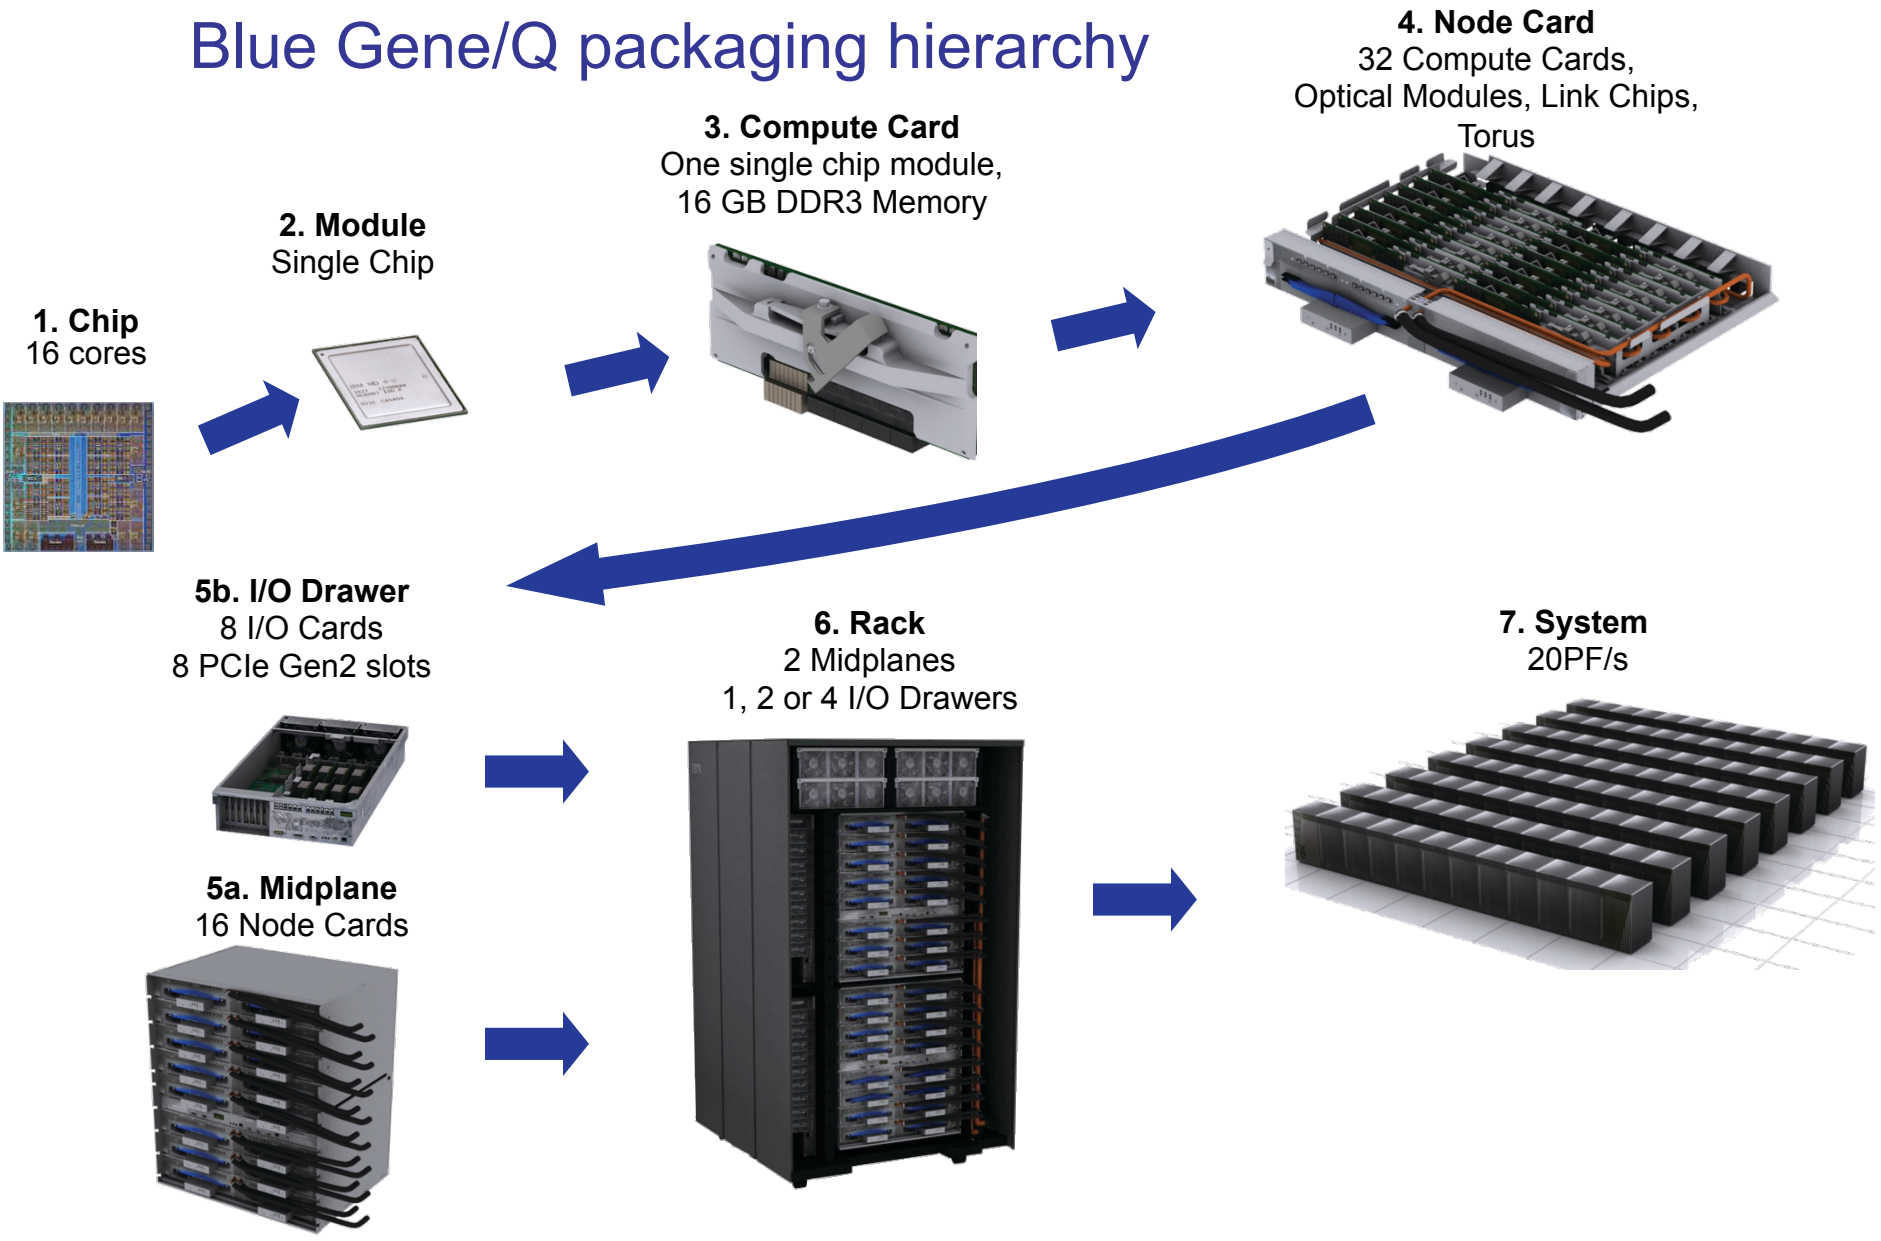 Blue Gene/Q packaging hierarchy
1. Chip
16 cores
2. Module
Single Chip
3. Compute Card
One single chip module,
16 GB DDR3 Memory
4. Node Card
32 Compute Cards,
Optical Modules, Link Chips,
Torus
5b. I/O Drawer
8 I/O Cards
8 PCIe Gen2 slots
5a. Midplane
16 Node Cards
6. Rack
2 Midplanes
1, 2 or 4 I/O Drawers
7. System
20PF/s